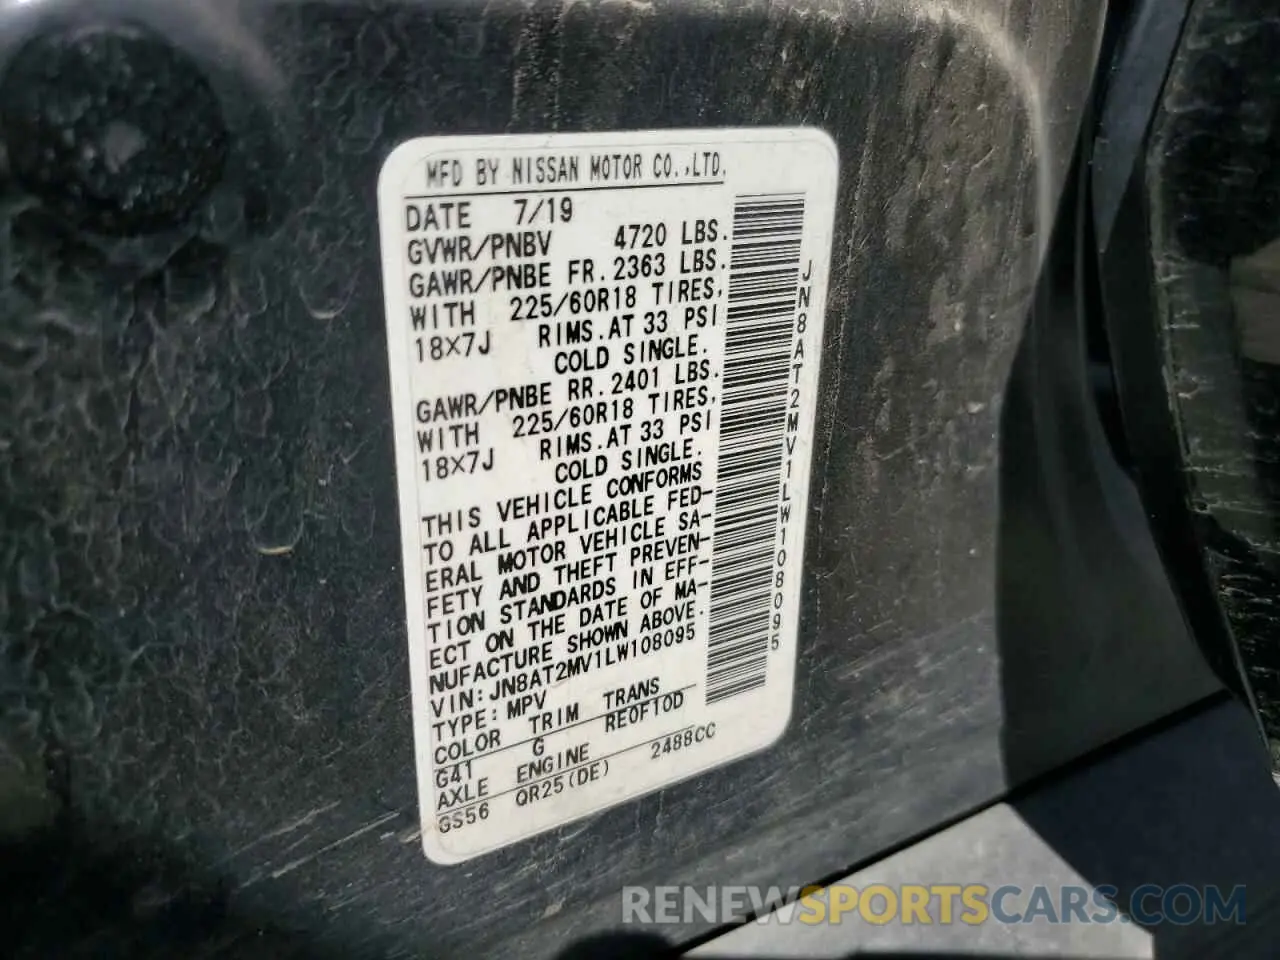 MFD BY NISSAN MOTOR CO.,LTD.
DATE 7/19
GVWR/PNBV 4720 LBS.
GAWR/PNBE FR.2363 LBS.
WITH 225/60R18 TIRES,
18×7J RIMS.AT 33 PSI
COLD SINGLE.
GAWR/PNBE RR.2401 LBS.
WITH 225/60R18 TIRES,
18×7J RIMS.AT 33 PSI
COLD SINGLE.
THIS VEHICLE CONFORMS
TO ALL APPLICABLE FED-
ERAL MOTOR VEHICLE SA-
FETY AND THEFT PREVEN-
TION STANDARDS IN EFF-
ECT ON THE DATE OF MA-
NUFACTURE SHOWN ABOVE.
VIN:JN8AT2MV1LW108095
TYPE:MPV
COLOR TRIM TRANS
G41 G RE0F10D
AXLE ENGINE
GS56 QR25(DE) 2488CC
JN8AT2MV1LW108095
RENEWSPORTSCARS.COM